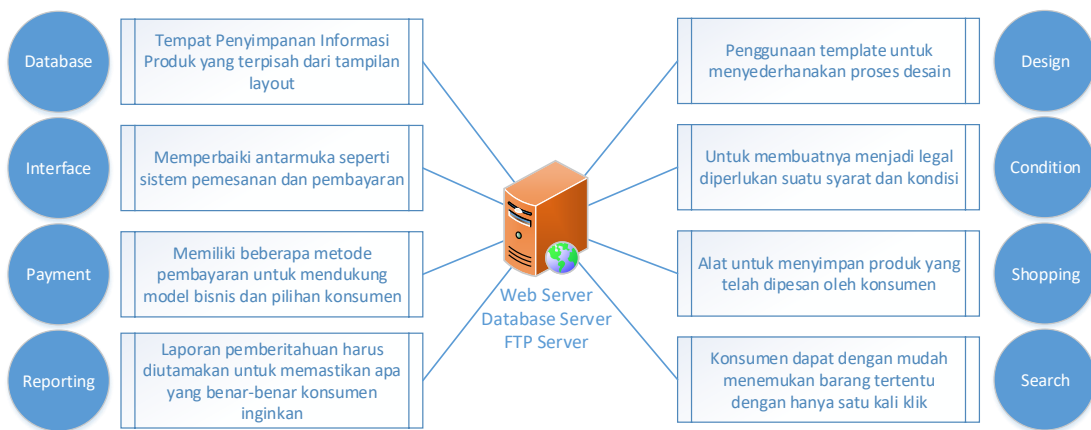 Database
Tempat Penyimpanan Informasi
Produk yang terpisah dari tampilan
layout
Interface
Memperbaiki antarmuka seperti
sistem pemesanan dan pembayaran
Payment
Memiliki beberapa metode
pembayaran untuk mendukung
model bisnis dan pilihan konsumen
Reporting
Laporan pemberitahuan harus
diutamakan untuk memastikan apa
yang benar-benar konsumen
inginkan
Web Server
Database Server
FTP Server
Penggunaan template untuk
menyederhanakan proses desain
Design
Untuk membuatnya menjadi legal
diperlukan suatu syarat dan kondisi
Condition
Alat untuk menyimpan produk yang
telah dipesan oleh konsumen
Shopping
Konsumen dapat dengan mudah
menemukan barang tertentu
dengan hanya satu kali klik
Search